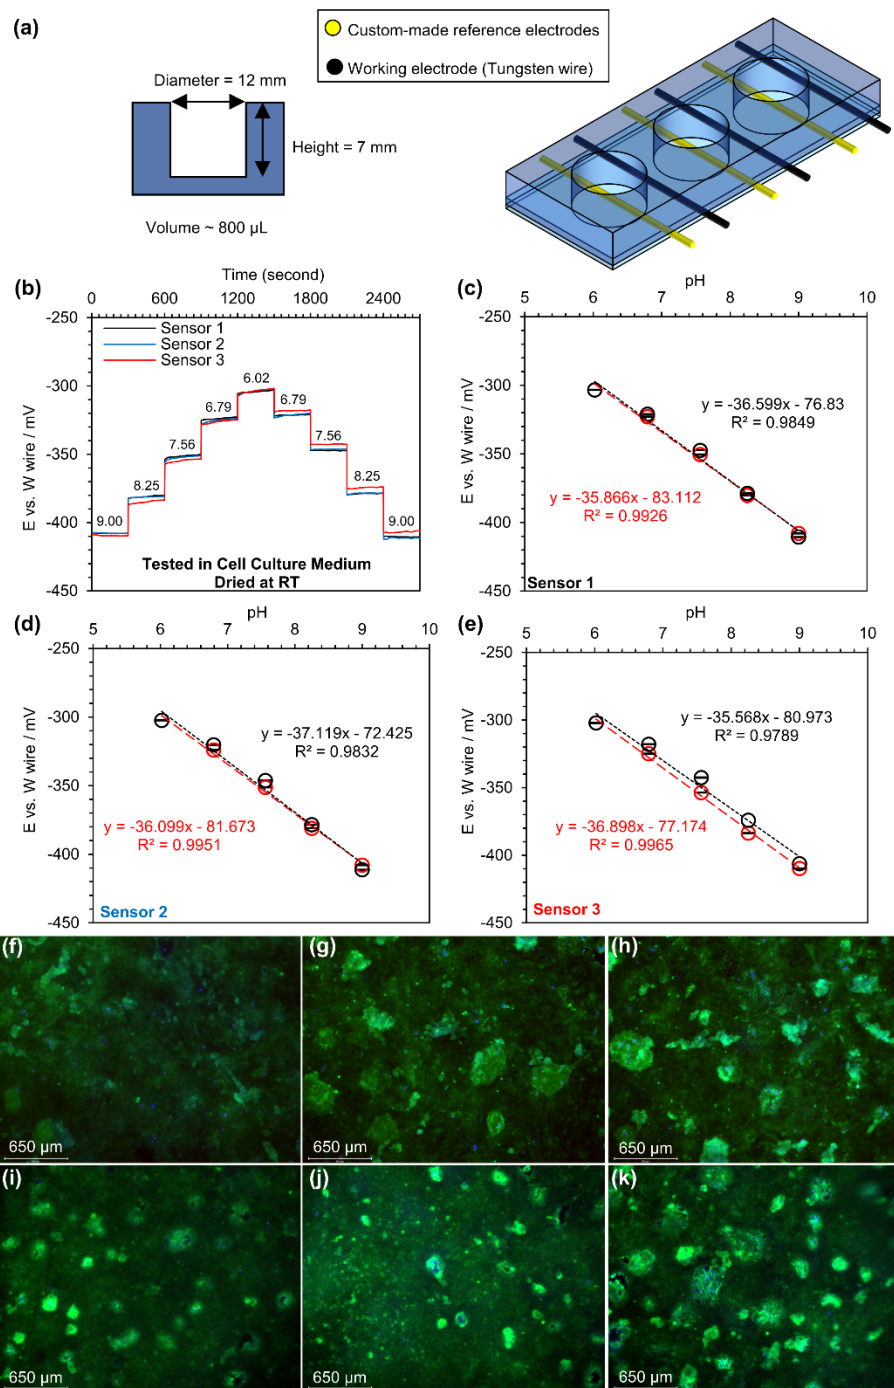 (a)
Custom-made reference electrodes
Working electrode (Tungsten wire)
Diameter = 12 mm
Height = 7 mm
Volume ~ 800 µL
(b)
Time (second)
0 600 1200 1800 2400
-250
-300
-350
-400
-450
E vs. W wire / mV
Sensor 1
Sensor 2
Sensor 3
9.00
8.25
7.56
6.79
6.02
6.79
7.56
8.25
9.00
Tested in Cell Culture Medium
Dried at RT
(c)
pH
5 6 7 8 9 10
-250
-300
-350
-400
-450
E vs. W wire / mV
y = -36.599x - 76.83
R² = 0.9849
y = -35.866x - 83.112
R² = 0.9926
Sensor 1
(d)
pH
5 6 7 8 9 10
-250
-300
-350
-400
-450
E vs. W wire / mV
y = -37.119x - 72.425
R² = 0.9832
y = -36.099x - 81.673
R² = 0.9951
Sensor 2
(e)
pH
5 6 7 8 9 10
-250
-300
-350
-400
-450
E vs. W wire / mV
y = -35.568x - 80.973
R² = 0.9789
y = -36.898x - 77.174
R² = 0.9965
Sensor 3
(f)
650 µm
(g)
650 µm
(h)
650 µm
(i)
650 µm
(j)
650 µm
(k)
650 µm